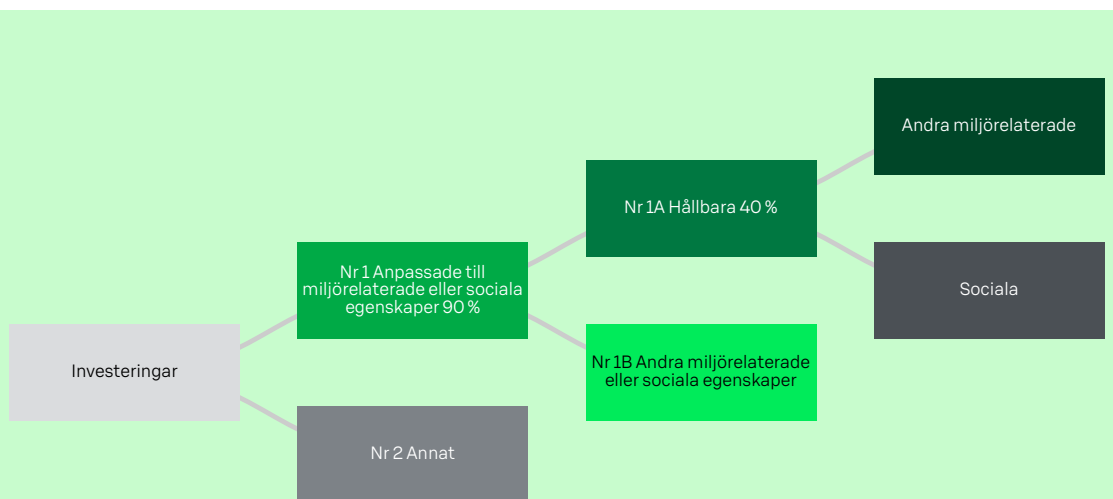 Andra miljörelaterade
Nr 1A Hållbara 40 %
Nr 1 Anpassade till
miljörelaterade eller sociala
egenskaper 90 %
Sociala
Investeringar
Nr 1B Andra miljörelaterade
eller sociala egenskaper
Nr 2 Annat